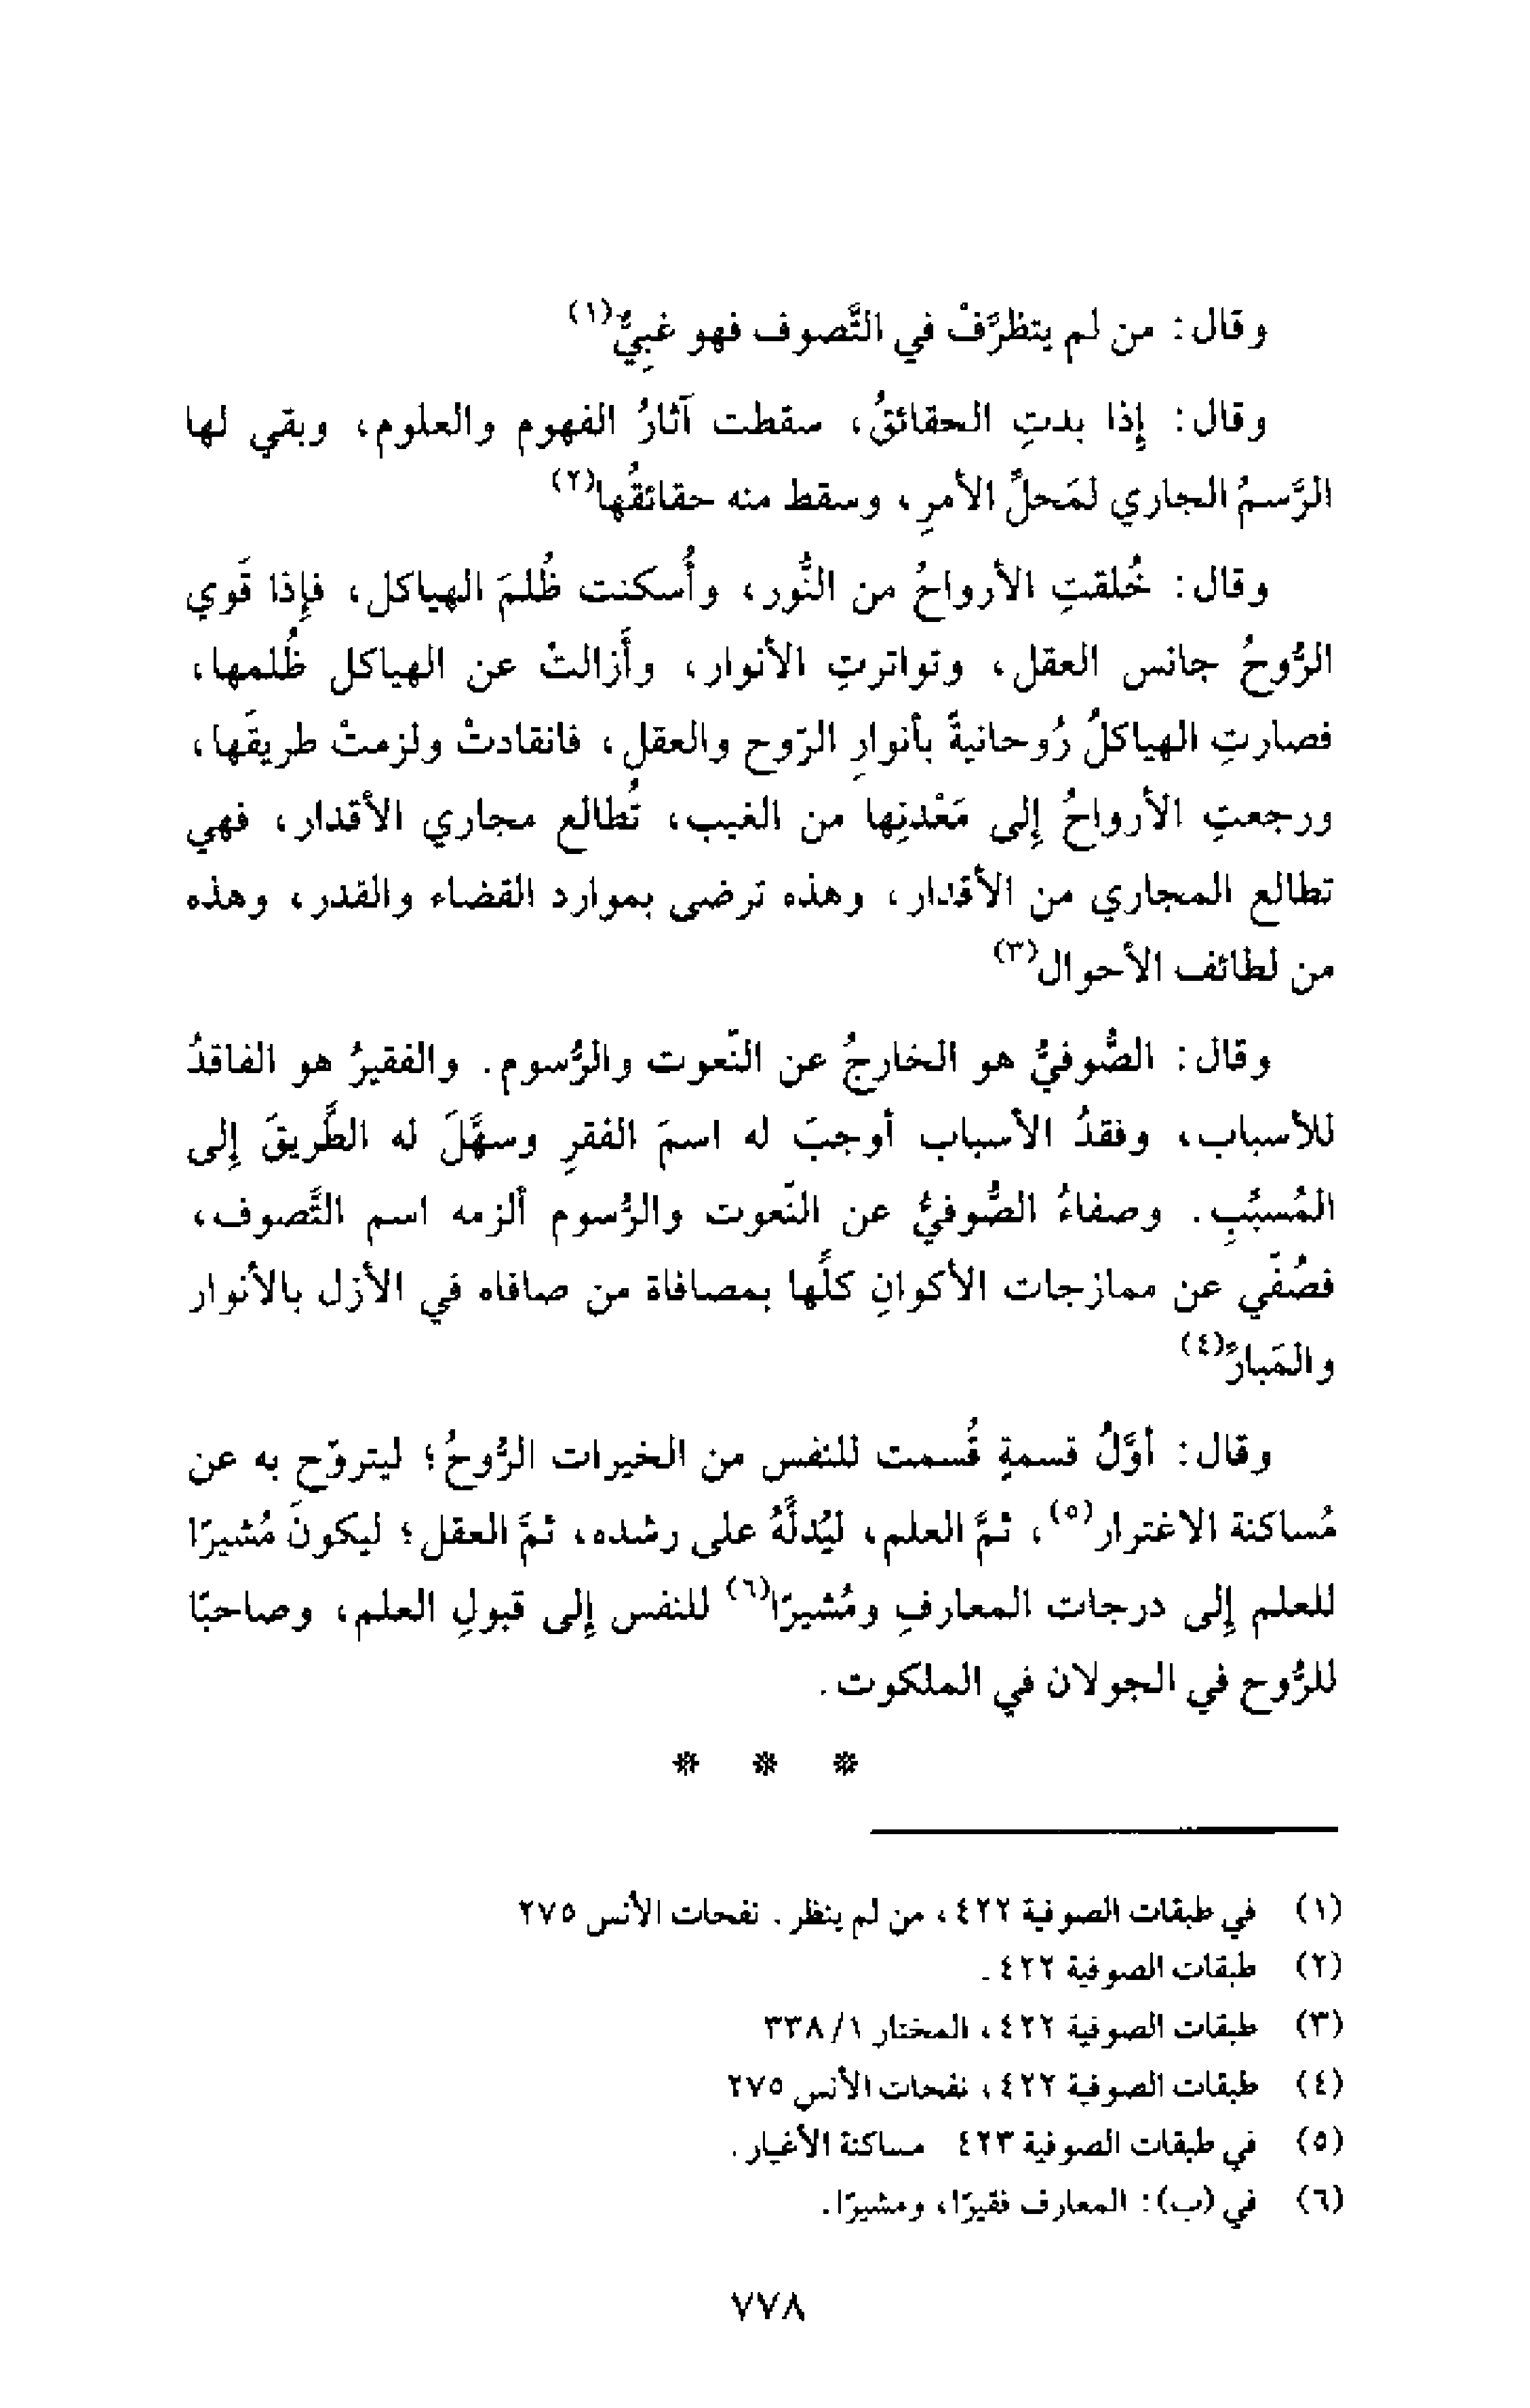 وقال: من لم يتظرَّفْ في التَّصوف فهو غبِيٌّ(١)
وقال: إذا بدتِ الحقائقُ، سقطت آثارُ الفهوم والعلوم، وبقي لها
الرَّسمُ الجاري لمَحلِّ الأمرِ، وسقط منه حقائقُها(٢)
وقال: خُلقتِ الأرواحُ من النُّور، وأُسكنت ظُلمَ الهياكل، فإذا قَوي
الرُّوحُ جانس العقل، وتواترتِ الأنوار، وأَزالتْ عن الهياكل ظُلمها،
فصارتِ الهياكلُ رُوحانيةً بأنوارِ الرّوح والعقل، فانقادتْ ولزمتْ طريقَها،
ورجعتِ الأرواحُ إلى مَعْدنِها من الغيب، تُطالع مجاري الأقدار، فهي
تطالع المجاري من الأقدار، وهذه ترضى بموارد القضاء والقدر، وهذه
من لطائف الأحوال(٣)
وقال: الصُّوفيُّ هو الخارجُ عن النّعوت والرُّسوم. والفقيرُ هو الفاقدُ
للأسباب، وفقدُ الأسباب أوجبَ له اسمَ الفقرِ وسهَّلَ له الطَّريقَ إلى
المُسبِّبِ. وصفاءُ الصُّوفيُّ عن النّعوت والرُّسوم ألزمه اسم التَّصوف،
فصُفّي عن ممازجات الأكوانِ كلِّها بمصافاة من صافاه في الأزل بالأنوار
والمَبارِّ(٤)
وقال: أوَّلُ قسمةٍ قُسمت للنفس من الخيرات الرُّوحُ؛ ليتروّح به عن
مُساكنة الاغترار(٥)، ثمَّ العلم، ليُدلَّهُ على رشده، ثمَّ العقل؛ ليكونَ مُشيرًا
للعلم إلى درجات المعارفِ ومُشيرًا(٦) للنفس إلى قبولِ العلم، وصاحبًا
للرُّوح في الجولان في الملكوت.
* * *
(١) في طبقات الصوفية ٤٢٢، من لم ينظر. نفحات الأنس ٢٧٥
(٢) طبقات الصوفية ٤٢٢.
(٣) طبقات الصوفية ٤٢٢، المختار ١/ ٣٣٨
(٤) طبقات الصوفية ٤٢٢، نفحات الأنس ٢٧٥
(٥) في طبقات الصوفية ٤٢٣ مساكنة الأغيار.
(٦) في (ب): المعارف فقيرًا، ومشيرًا.
٧٧٨